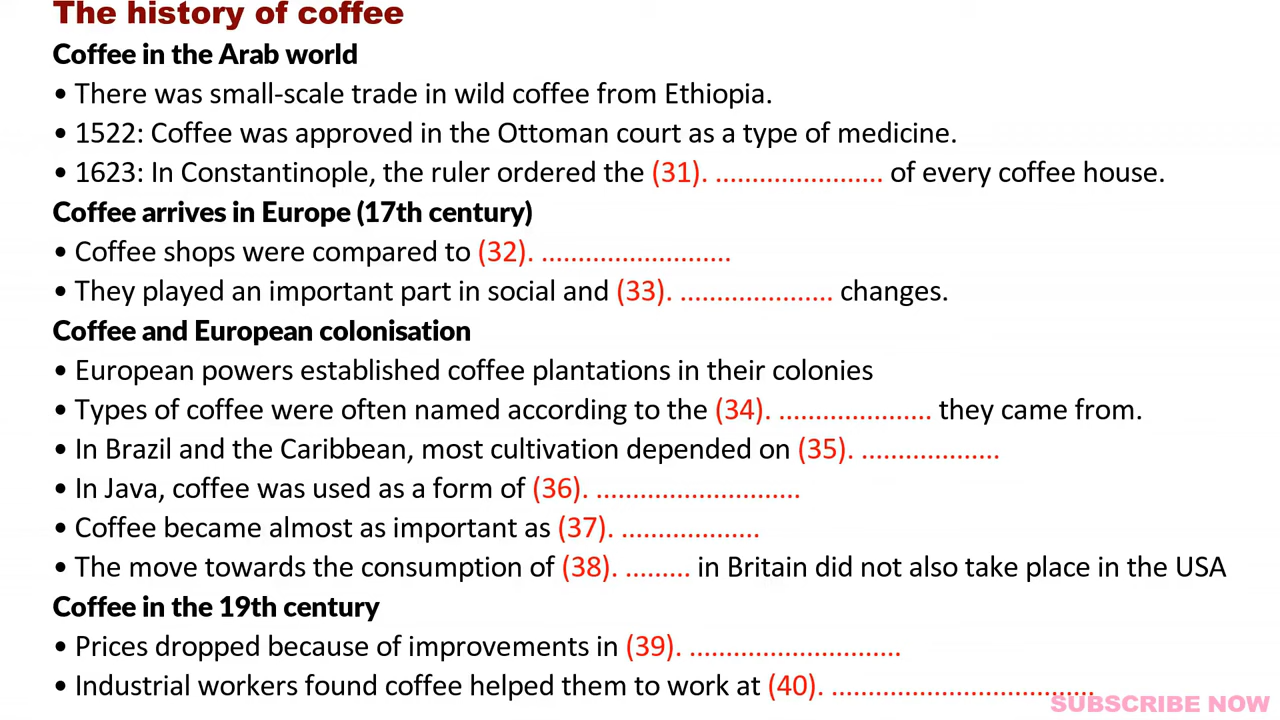 The history of coffee
Coffee in the Arab world
• There was small-scale trade in wild coffee from Ethiopia.
• 1522: Coffee was approved in the Ottoman court as a type of medicine.
• 1623: In Constantinople, the ruler ordered the (31). ....................... of every coffee house.
Coffee arrives in Europe (17th century)
• Coffee shops were compared to (32). ..........................
• They played an important part in social and (33). ..................... changes.
Coffee and European colonisation
• European powers established coffee plantations in their colonies
• Types of coffee were often named according to the (34). ..................... they came from.
• In Brazil and the Caribbean, most cultivation depended on (35). ...................
• In Java, coffee was used as a form of (36). ............................
• Coffee became almost as important as (37). ...................
• The move towards the consumption of (38). ......... in Britain did not also take place in the USA
Coffee in the 19th century
• Prices dropped because of improvements in (39). .............................
• Industrial workers found coffee helped them to work at (40). ....................................
SUBSCRIBE NOW